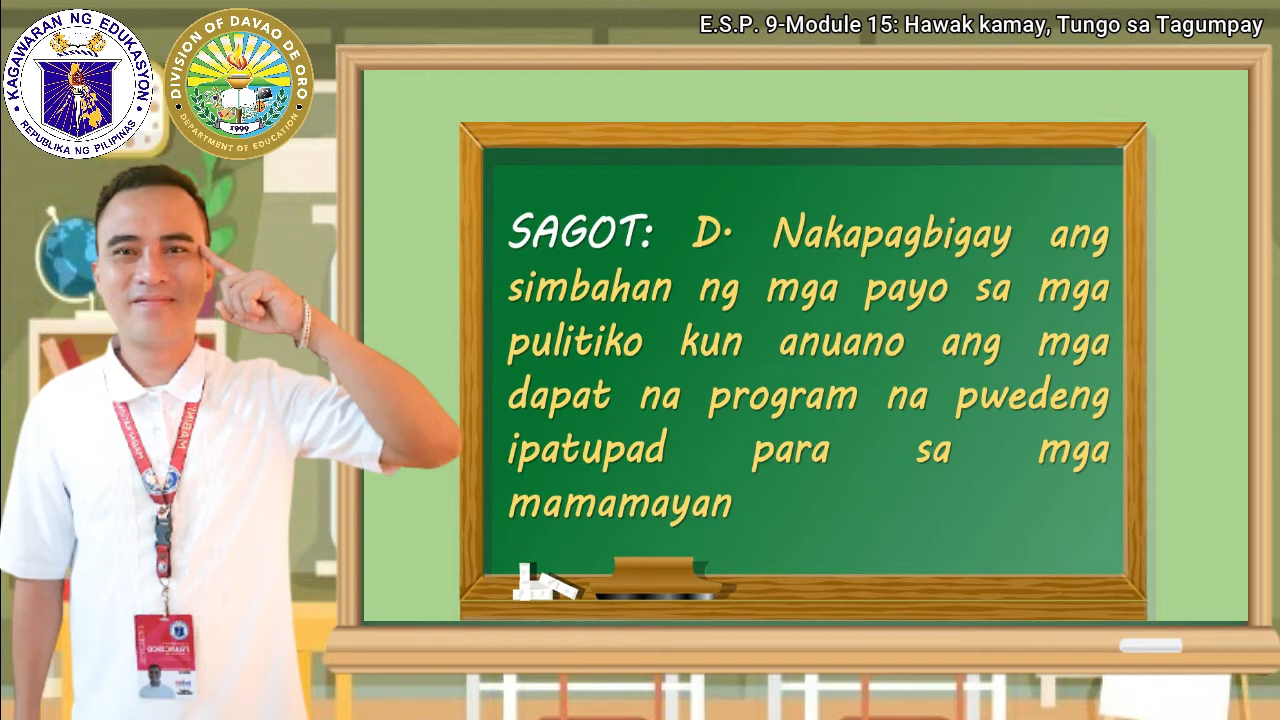 E.S.P. 9-Module 15: Hawak kamay, Tungo sa Tagumpay
KAGAWARAN NG EDUKASYON
REPUBLIKA NG PILIPINAS
DIVISION OF DAVAO DE ORO
1998
DEPARTMENT OF EDUCATION
SAGOT: D. Nakapagbigay ang
simbahan ng mga payo sa mga
pulitiko kun anuano ang mga
dapat na program na pwedeng
ipatupad para sa mga
mamamayan